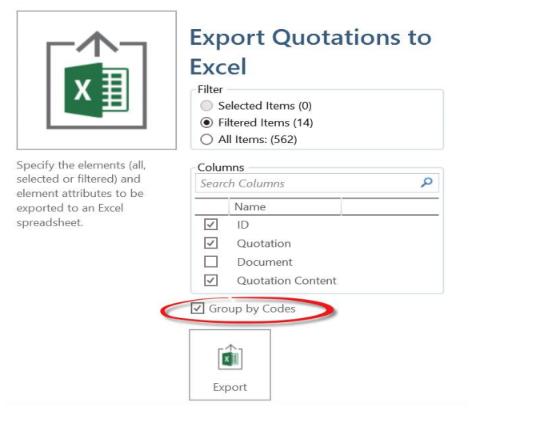 Export Quotations to
Excel
Filter
Selected Items (0)
Filtered Items (14)
All Items: (562)
Specify the elements (all,
selected or filtered) and
element attributes to be
exported to an Excel
spreadsheet.
Columns
Search Columns
Name
ID
Quotation
Document
Quotation Content
Group by Codes
X
Export